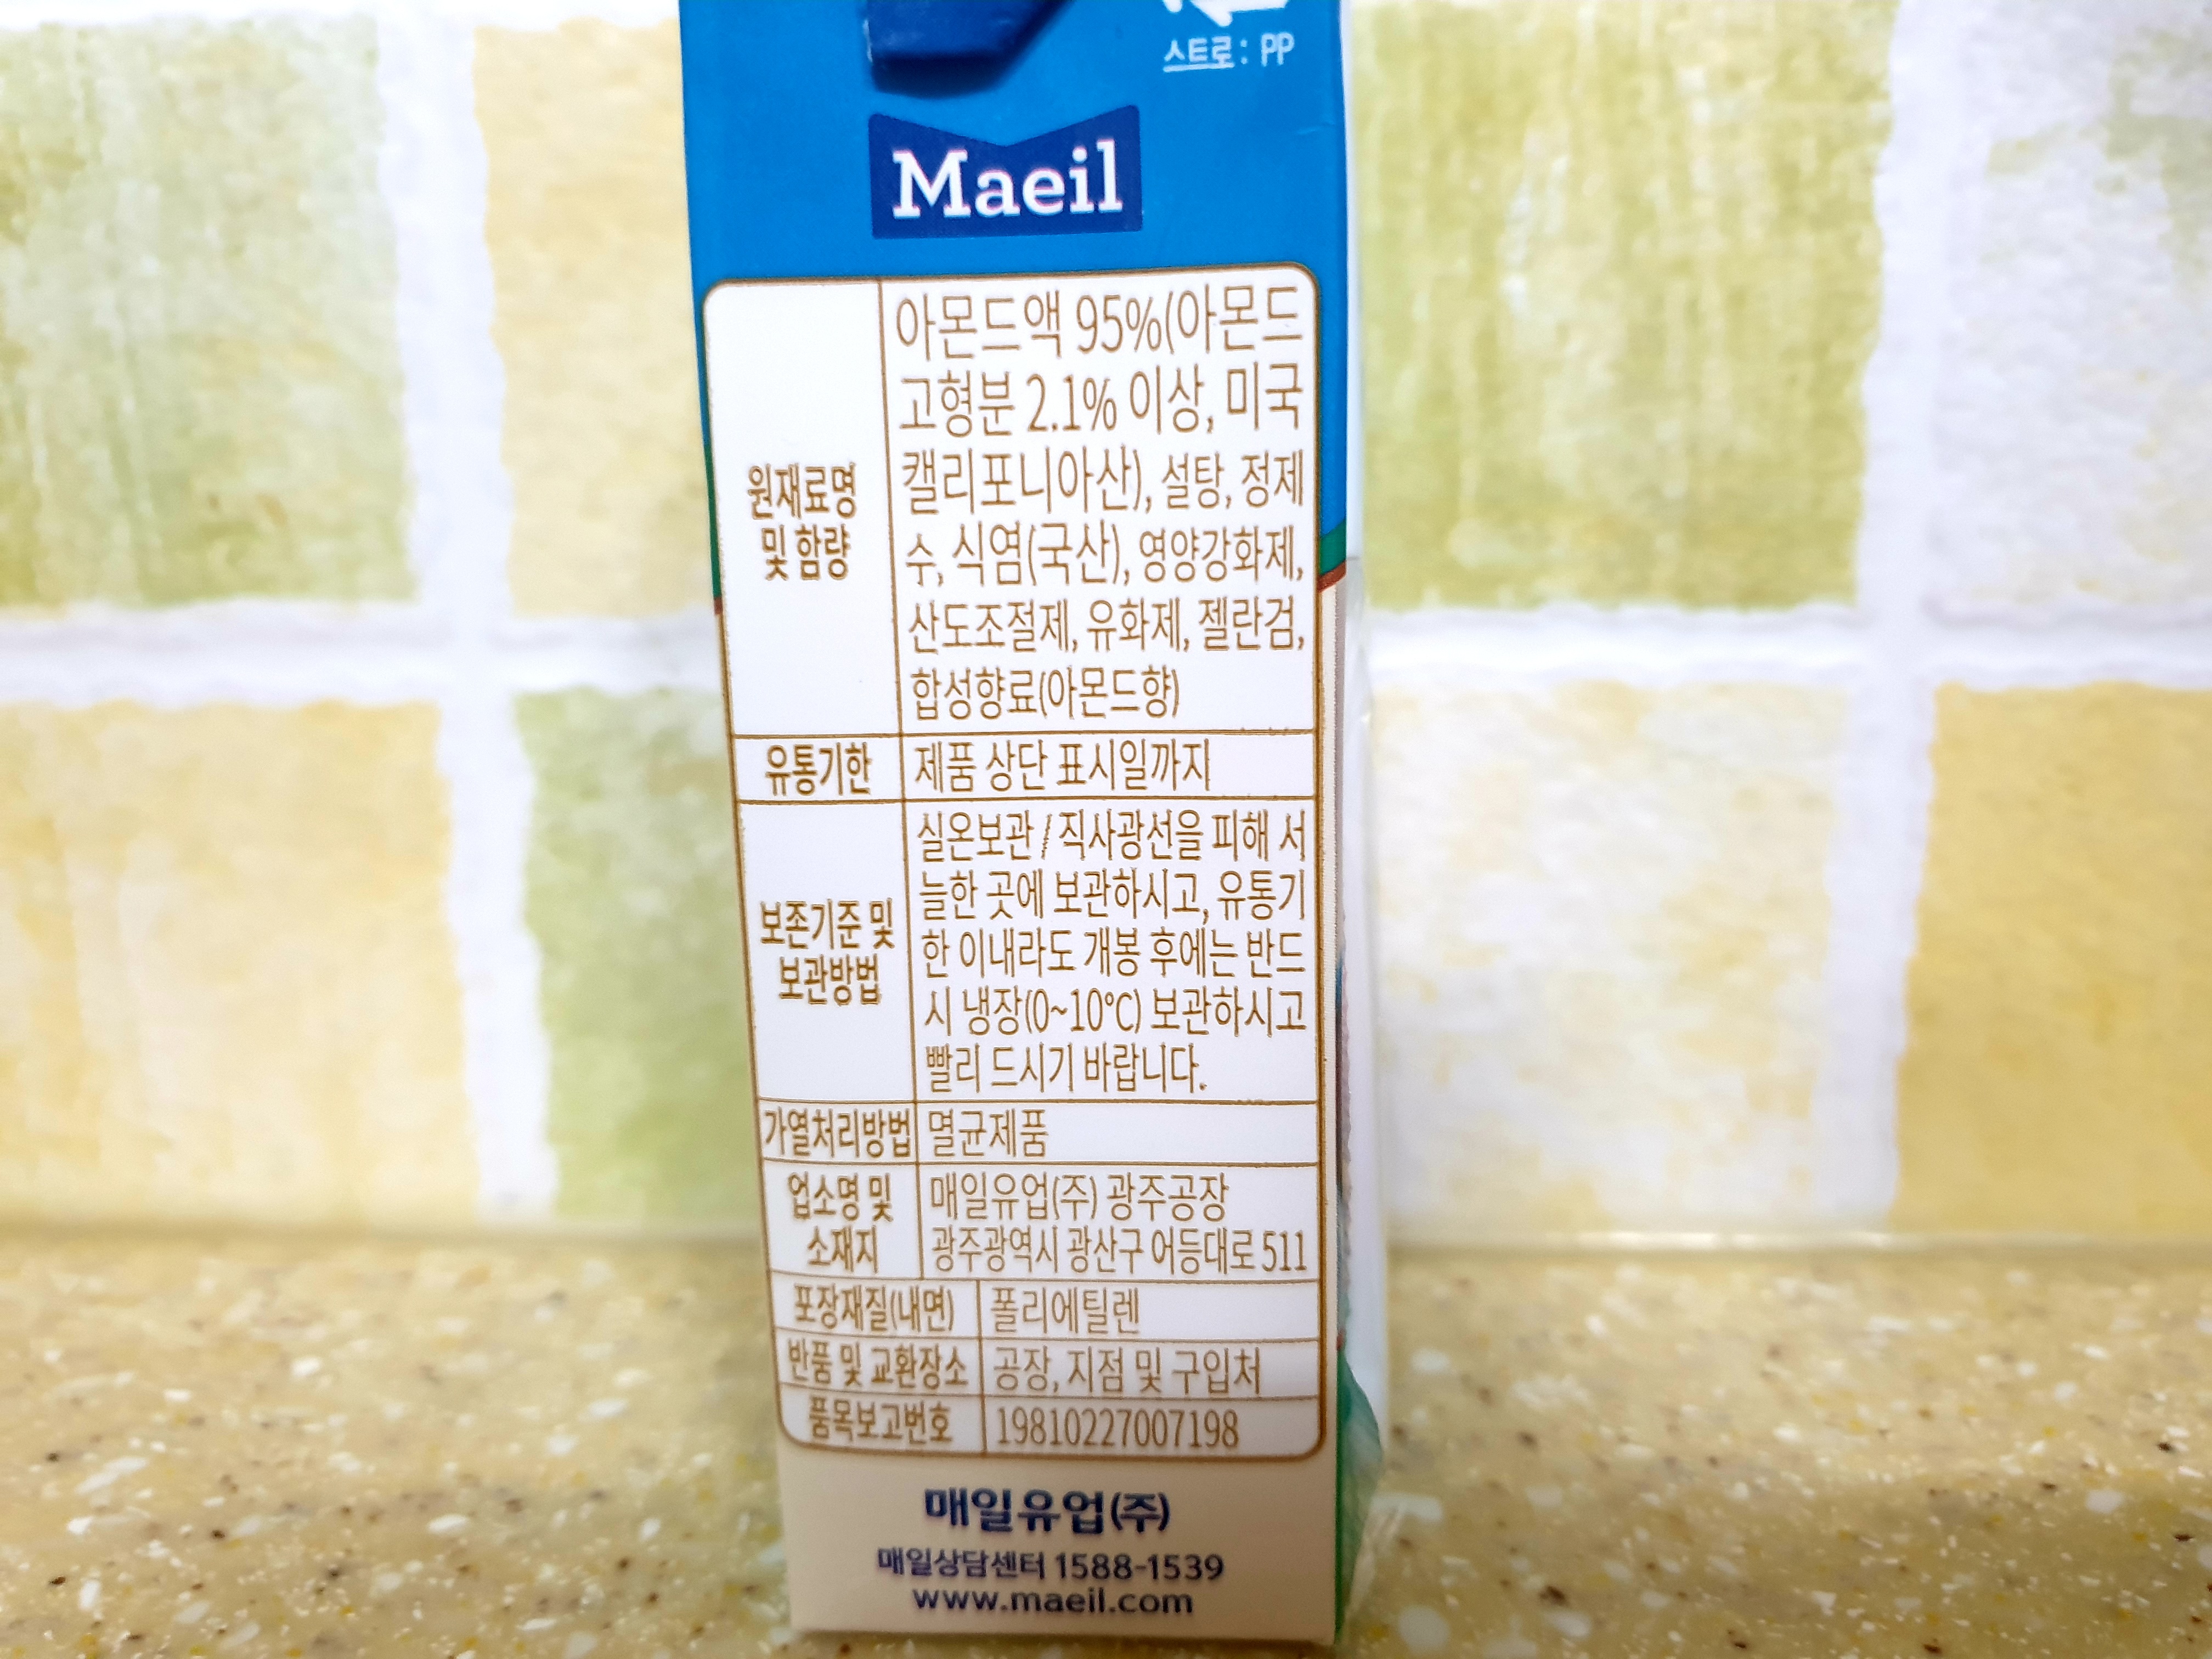 스트로 : PP
Maeil
원재료명
및 함량
아몬드액 95%(아몬드
고형분 2.1% 이상, 미국
캘리포니아산), 설탕, 정제
수, 식염(국산), 영양강화제,
산도조절제, 유화제, 젤란검,
합성향료(아몬드향)
유통기한
제품 상단 표시일까지
보존기준 및
보관방법
실온보관 / 직사광선을 피해 서
늘한 곳에 보관하시고, 유통기
한 이내라도 개봉 후에는 반드
시 냉장(0~10℃) 보관하시고
빨리 드시기 바랍니다.
가열처리방법
멸균제품
업소명 및
소재지
매일유업(주) 광주공장
광주광역시 광산구 어등대로 511
포장재질(내면)
폴리에틸렌
반품 및 교환장소
공장, 지점 및 구입처
품목보고번호
19810227007198
매일유업(주)
매일상담센터 1588-1539
www.maeil.com